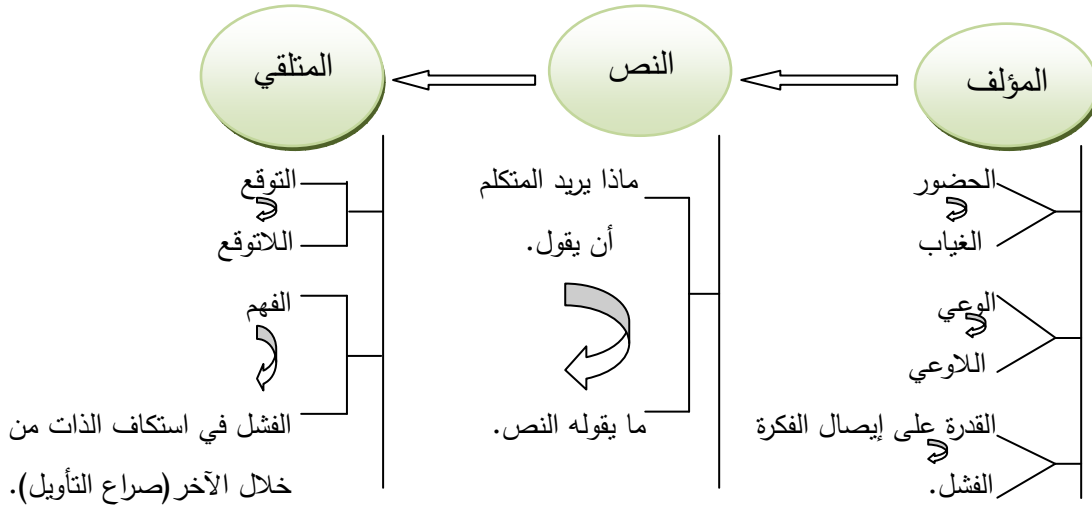 المؤلف
النص
المتلقي
الحضور
الغياب
الوعي
اللاوعي
القدرة على إيصال الفكرة
الفشل.
ماذا يريد المتكلم
أن يقول.
ما يقوله النص.
التوقع
اللاتوقع
الفهم
الفشل في استكاف الذات من
خلال الآخر (صراع التأويل).